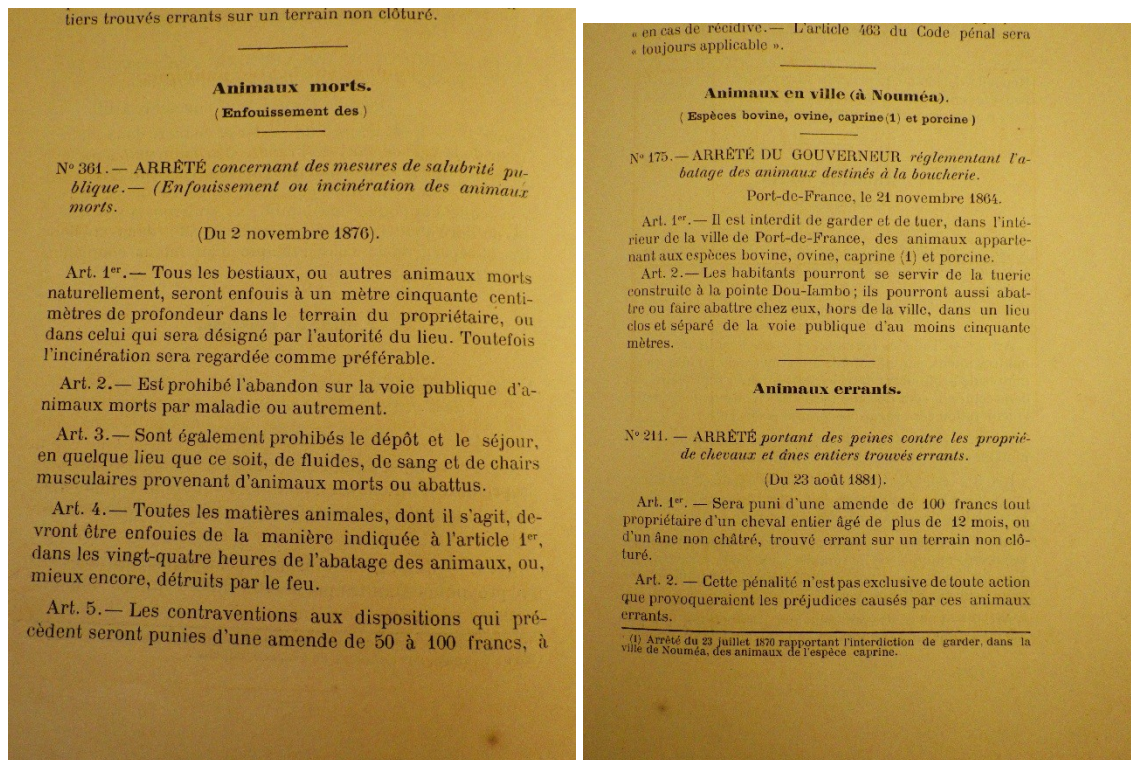 tiers trouvés errants sur un terrain non clôturé.
Animaux morts.
(Enfouissement des)
N° 361. — ARRÊTÉ concernant des mesures de salubrité pu-
blique. — (Enfouissement ou incinération des animaux
morts.
(Du 2 novembre 1876).
Art. 1er. — Tous les bestiaux, ou autres animaux morts
naturellement, seront enfouis à un mètre cinquante centi-
mètres de profondeur dans le terrain du propriétaire, ou
dans celui qui sera désigné par l'autorité du lieu. Toutefois
l'incinération sera regardée comme préférable.
Art. 2. — Est prohibé l'abandon sur la voie publique d'a-
nimaux morts par maladie ou autrement.
Art. 3. — Sont également prohibés le dépôt et le séjour,
en quelque lieu que ce soit, de fluides, de sang et de chairs
musculaires provenant d'animaux morts ou abattus.
Art. 4. — Toutes les matières animales, dont il s'agit, de-
vront être enfouies de la manière indiquée à l'article 1er,
dans les vingt-quatre heures de l'abatage des animaux, ou,
mieux encore, détruits par le feu.
Art. 5. — Les contraventions aux dispositions qui pré-
cèdent seront punies d'une amende de 50 à 100 francs, à
« en cas de récidive. — L'article 463 du Code pénal sera
« toujours applicable ».
Animaux en ville (à Nouméa).
(Espèces bovine, ovine, caprine (1) et porcine)
N° 175. — ARRÊTÉ DU GOUVERNEUR réglementant l'a-
batage des animaux destinés à la boucherie.
Port-de-France, le 21 novembre 1864.
Art. 1er. — Il est interdit de garder et de tuer, dans l'inté-
rieur de la ville de Port-de-France, des animaux apparte-
nant aux espèces bovine, ovine, caprine (1) et porcine.
Art. 2. — Les habitants pourront se servir de la tuerie
construite à la pointe Dou-Iambo ; ils pourront aussi abat-
tre ou faire abattre chez eux, hors de la ville, dans un lieu
clos et séparé de la voie publique d'au moins cinquante
mètres.
Animaux errants.
N° 211. — ARRÊTÉ portant des peines contre les proprié-
de chevaux et ânes entiers trouvés errants.
(Du 23 août 1881).
Art. 1er. — Sera puni d'une amende de 100 francs tout
propriétaire d'un cheval entier âgé de plus de 12 mois, ou
d'un âne non châtré, trouvé errant sur un terrain non clô-
turé.
Art. 2. — Cette pénalité n'est pas exclusive de toute action
que provoqueraient les préjudices causés par ces animaux
errants.
(1) Arrêté du 23 juillet 1870 rapportant l'interdiction de garder, dans la
ville de Nouméa, des animaux de l'espèce caprine.